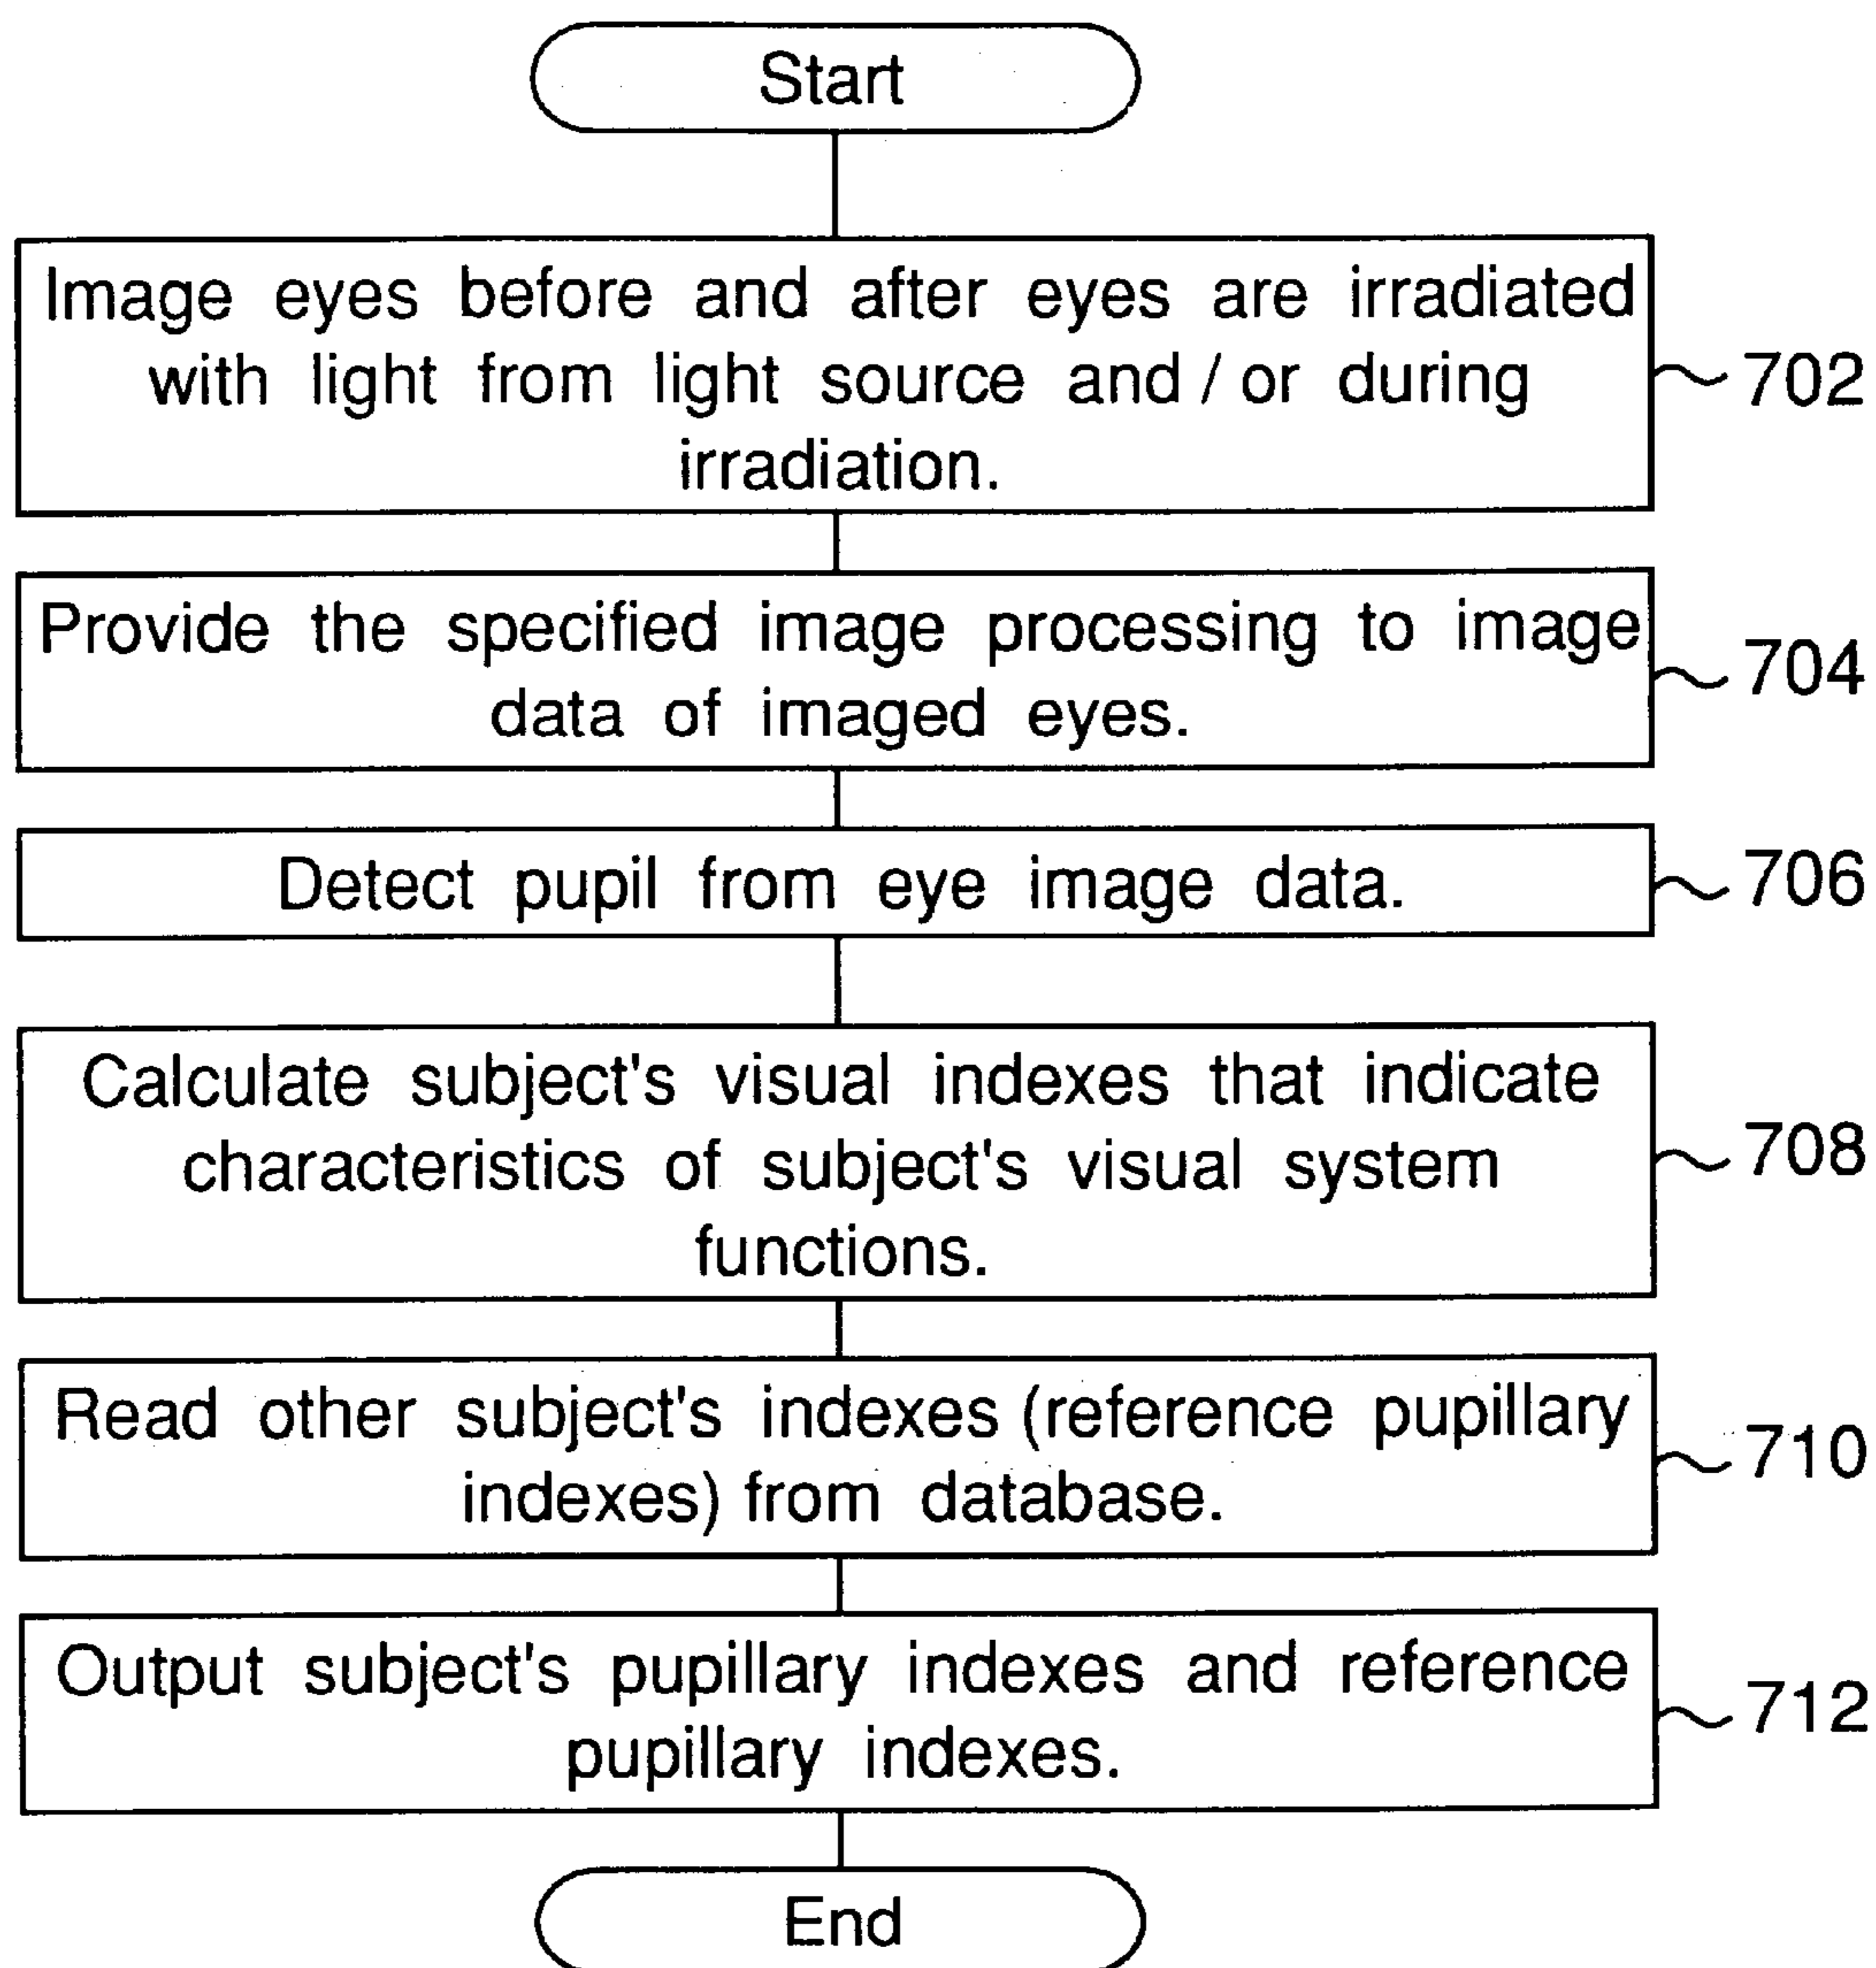 Start
Image eyes before and after eyes are irradiated
with light from light source and / or during
irradiation.
702
Provide the specified image processing to image
data of imaged eyes.
704
Detect pupil from eye image data.
706
Calculate subject's visual indexes that indicate
characteristics of subject's visual system
functions.
708
Read other subject's indexes (reference pupillary
indexes) from database.
710
Output subject's pupillary indexes and reference
pupillary indexes.
712
End